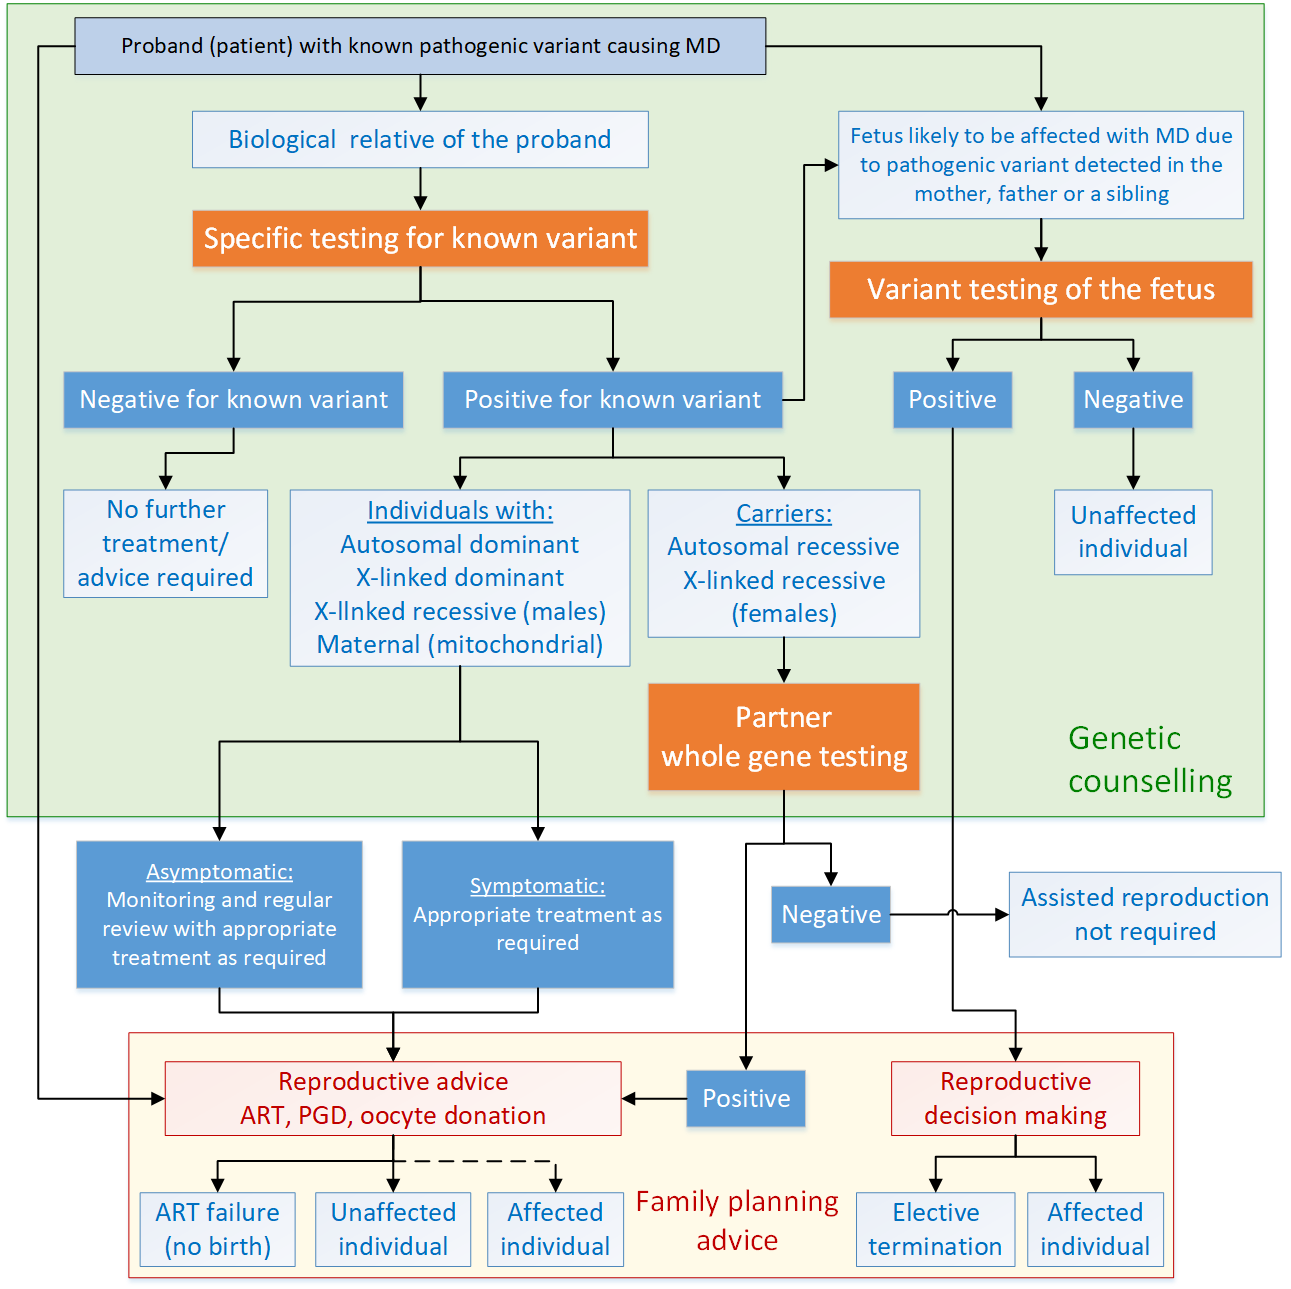 Proband (patient) with known pathogenic variant causing MD
Biological relative of the proband
Fetus likely to be affected with MD due
to pathogenic variant detected in the
mother, father or a sibling
Specific testing for known variant
Variant testing of the fetus
Negative for known variant
Positive for known variant
Positive
Negative
No further
treatment/
advice required
Individuals with:
Autosomal dominant
X-linked dominant
X-lInked recessive (males)
Maternal (mitochondrial)
Carriers:
Autosomal recessive
X-linked recessive
(females)
Unaffected
individual
Partner
whole gene testing
Genetic
counselling
Asymptomatic:
Monitoring and regular
review with appropriate
treatment as required
Symptomatic:
Appropriate treatment as
required
Negative
Assisted reproduction
not required
Reproductive advice
ART, PGD, oocyte donation
Positive
Reproductive
decision making
ART failure
(no birth)
Unaffected
individual
Affected
individual
Family planning
advice
Elective
termination
Affected
individual